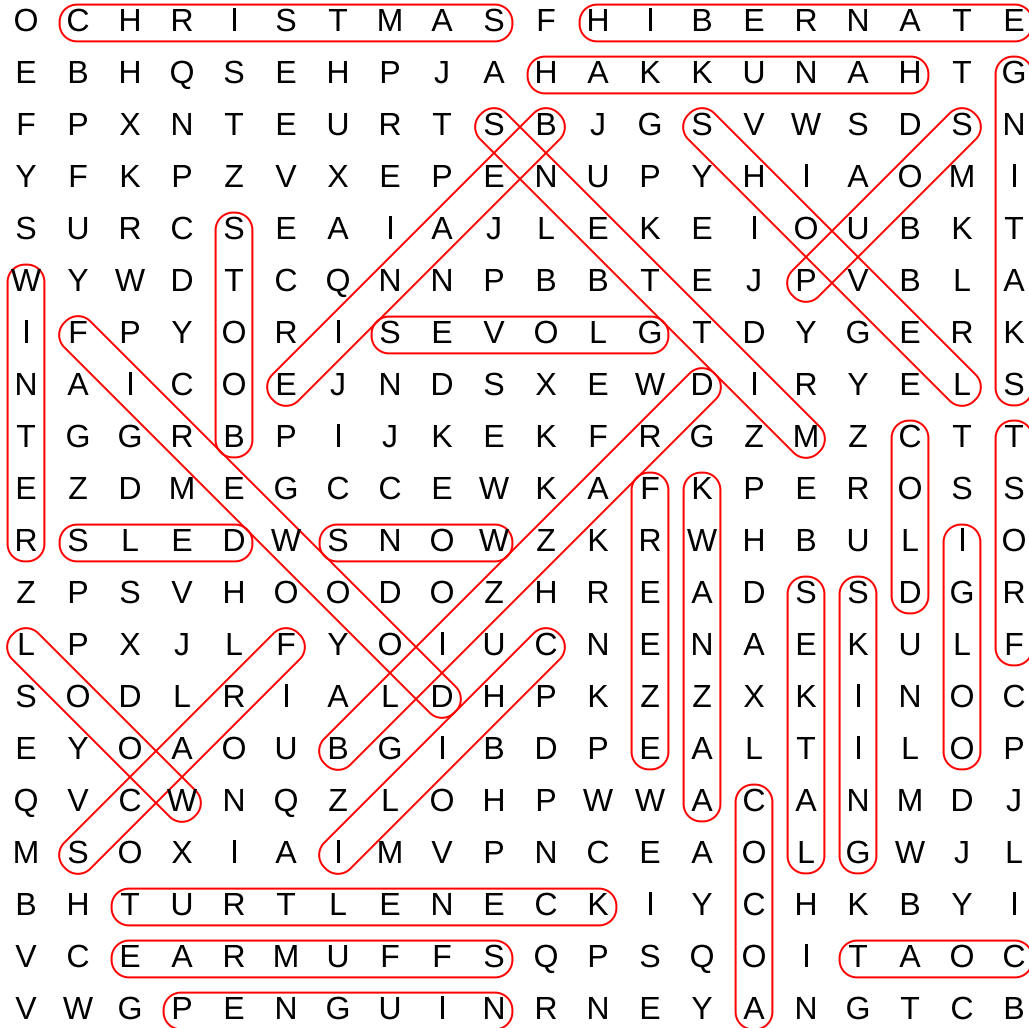 O C H R I S T M A S F H I B E R N A T E
E B H Q S E H P J A H A K K U N A H T G
F P X N T E U R T S B J G S V W S D S N
Y F K P Z V X E P E N U P Y H I A O M I
S U R C S E A I A J L E K E I O U B K T
W Y W D T C Q N N P B B T E J P V B L A
I F P Y O R I S E V O L G T D Y G E R K
N A I C O E J N D S X E W D I R Y E L S
T G G R B P I J K E K F R G Z M Z C T T
E Z D M E G C C E W K A F K P E R O S S
R S L E D W S N O W Z K R W H B U L I O
Z P S V H O O D O Z H R E A D S S D G R
L P X J L F Y O I U C N E N A E K U L F
S O D L R I A L D H P K Z Z X K I N O C
E Y O A O U B G I B D P E A L T I L O P
Q V C W N Q Z L O H P W W A C A N M D J
M S O X I A I M V P N C E A O L G W J L
B H T U R T L E N E C K I Y C H K B Y I
V C E A R M U F F S Q P S Q O I T A O C
V W G P E N G U I N R N E Y A N G T C B